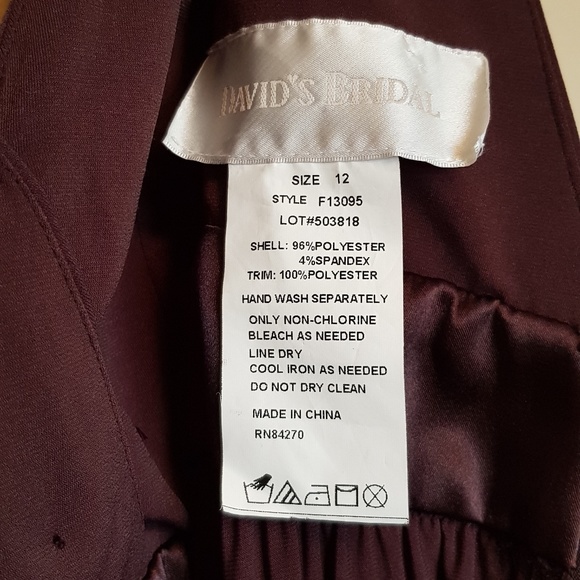 DAVID'S BRIDAL
SIZE 12
STYLE F13095
LOT#503818
SHELL: 96%POLYESTER
4%SPANDEX
TRIM: 100%POLYESTER
HAND WASH SEPARATELY
ONLY NON-CHLORINE
BLEACH AS NEEDED
LINE DRY
COOL IRON AS NEEDED
DO NOT DRY CLEAN
MADE IN CHINA
RN84270